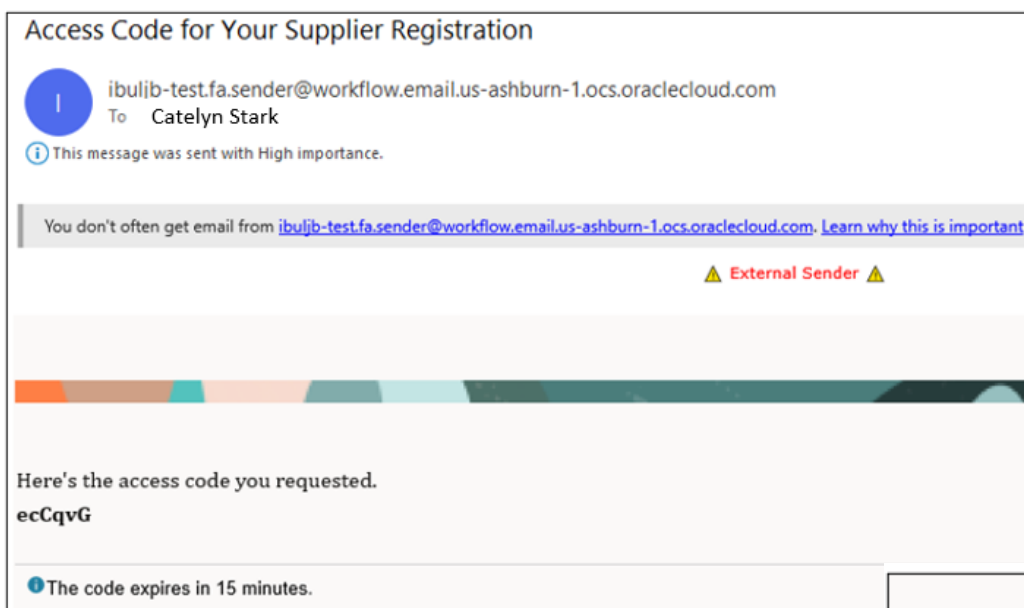 Access Code for Your Supplier Registration
I
ibuljb-test.fa.sender@workflow.email.us-ashburn-1.ocs.oraclecloud.com
To Catelyn Stark
This message was sent with High importance.
You don't often get email from ibuljb-test.fa.sender@workflow.email.us-ashburn-1.ocs.oraclecloud.com. Learn why this is important
External Sender
Here's the access code you requested.
ecCqvG
The code expires in 15 minutes.